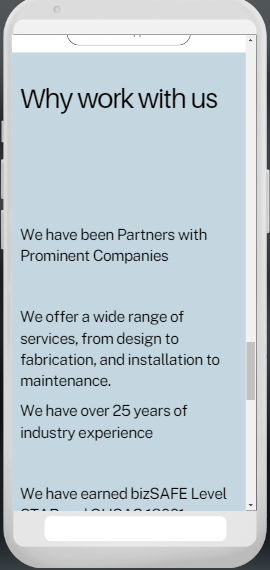 Why work with us
We have been Partners with
Prominent Companies
We offer a wide range of
services, from design to
fabrication, and installation to
maintenance.
We have over 25 years of
industry experience
We have earned bizSAFE Level